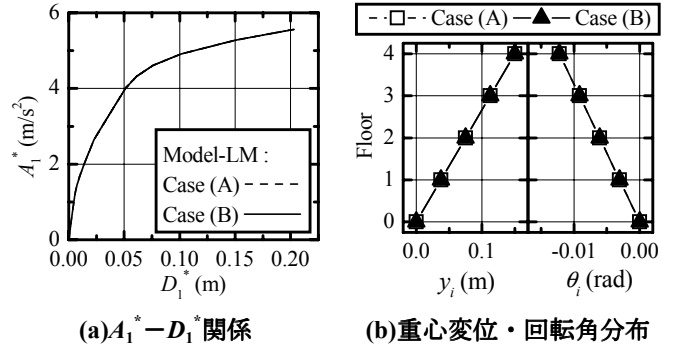 6
4
2
0
A₁* (m/s²)
Model-LM :
Case (A)
Case (B)
0.00 0.05 0.10 0.15 0.20
D₁* (m)
(a)A₁*－D₁*関係
Case (A) Case (B)
4
3
2
1
0
Floor
0.0 0.1 -0.01 0.00
yᵢ (m) θᵢ (rad)
(b)重心変位・回転角分布